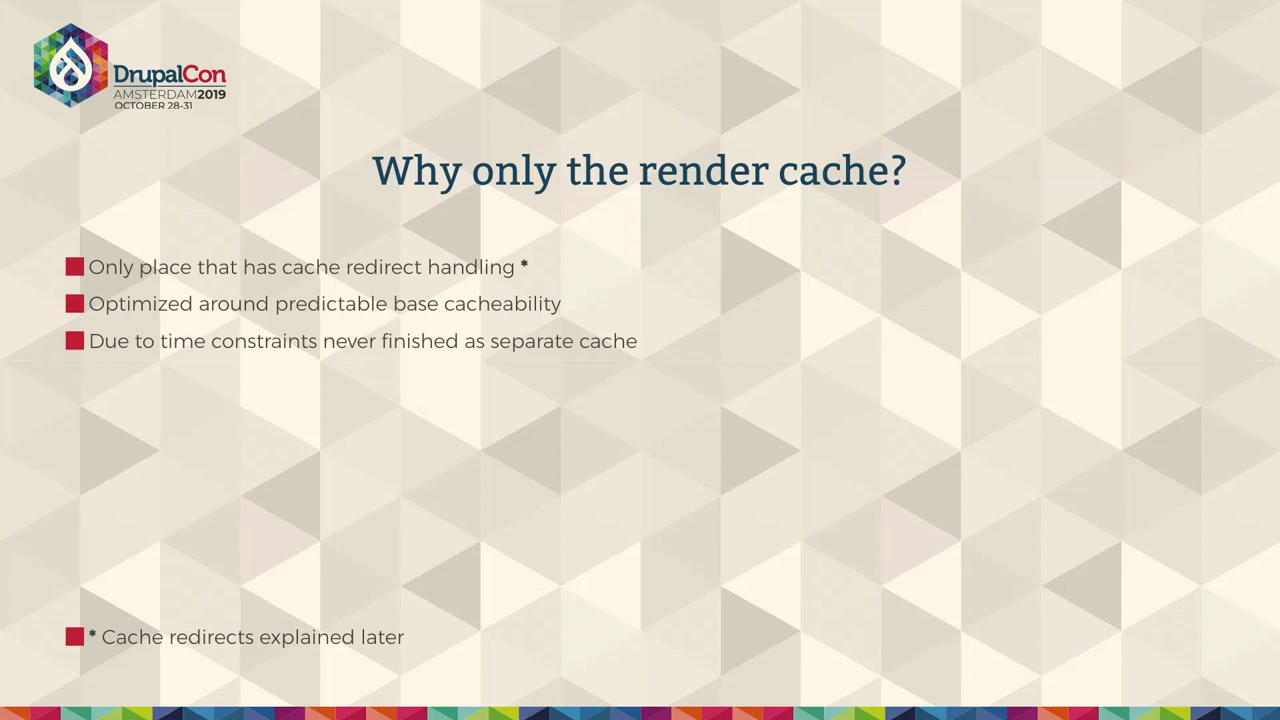 DrupalCon
AMSTERDAM2019
OCTOBER 28-31
Why only the render cache?
Only place that has cache redirect handling *
Optimized around predictable base cacheability
Due to time constraints never finished as separate cache
* Cache redirects explained later